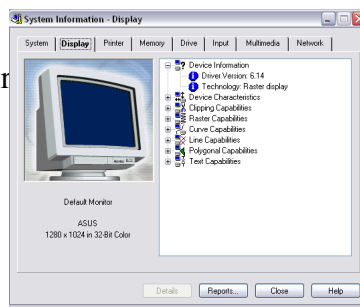 System Information - Display
System Display Printer Memory Drive Input Multimedia Network
Device Information
Driver Version: 6.14
Technology: Raster display
Device Characteristics
Clipping Capabilities
Raster Capabilities
Curve Capabilities
Line Capabilities
Polygonal Capabilities
Text Capabilities
Default Monitor
ASUS
1280 x 1024 in 32-Bit Color
Details Reports... Close Help